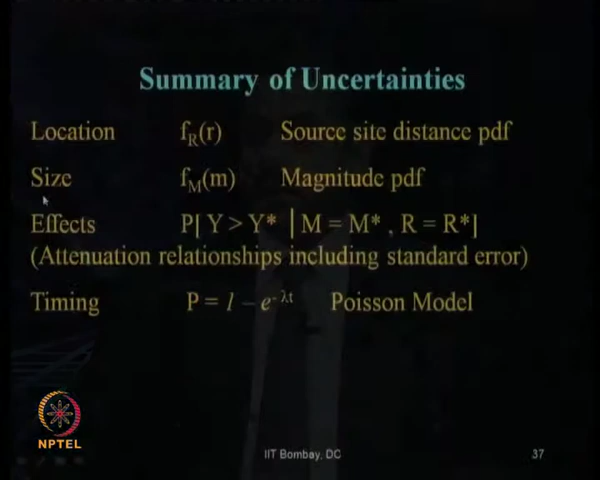 Summary of Uncertainties
Location f_R(r) Source site distance pdf
Size f_M(m) Magnitude pdf
Effects P[ Y > Y* | M = M* , R = R*]
(Attenuation relationships including standard error)
Timing P = 1 – e^{- λt} Poisson Model
NPTEL
IIT Bombay, DC 37